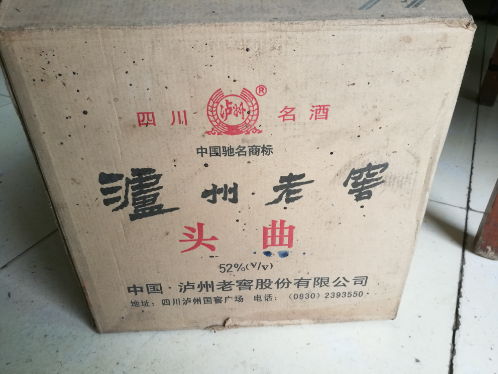 四川 泸州 ® 名酒
中国驰名商标
瀘州老窖
头曲
52%(V/V)
中国·泸州老窖股份有限公司
地址：四川泸州国窖广场 电话：(0830) 2393550